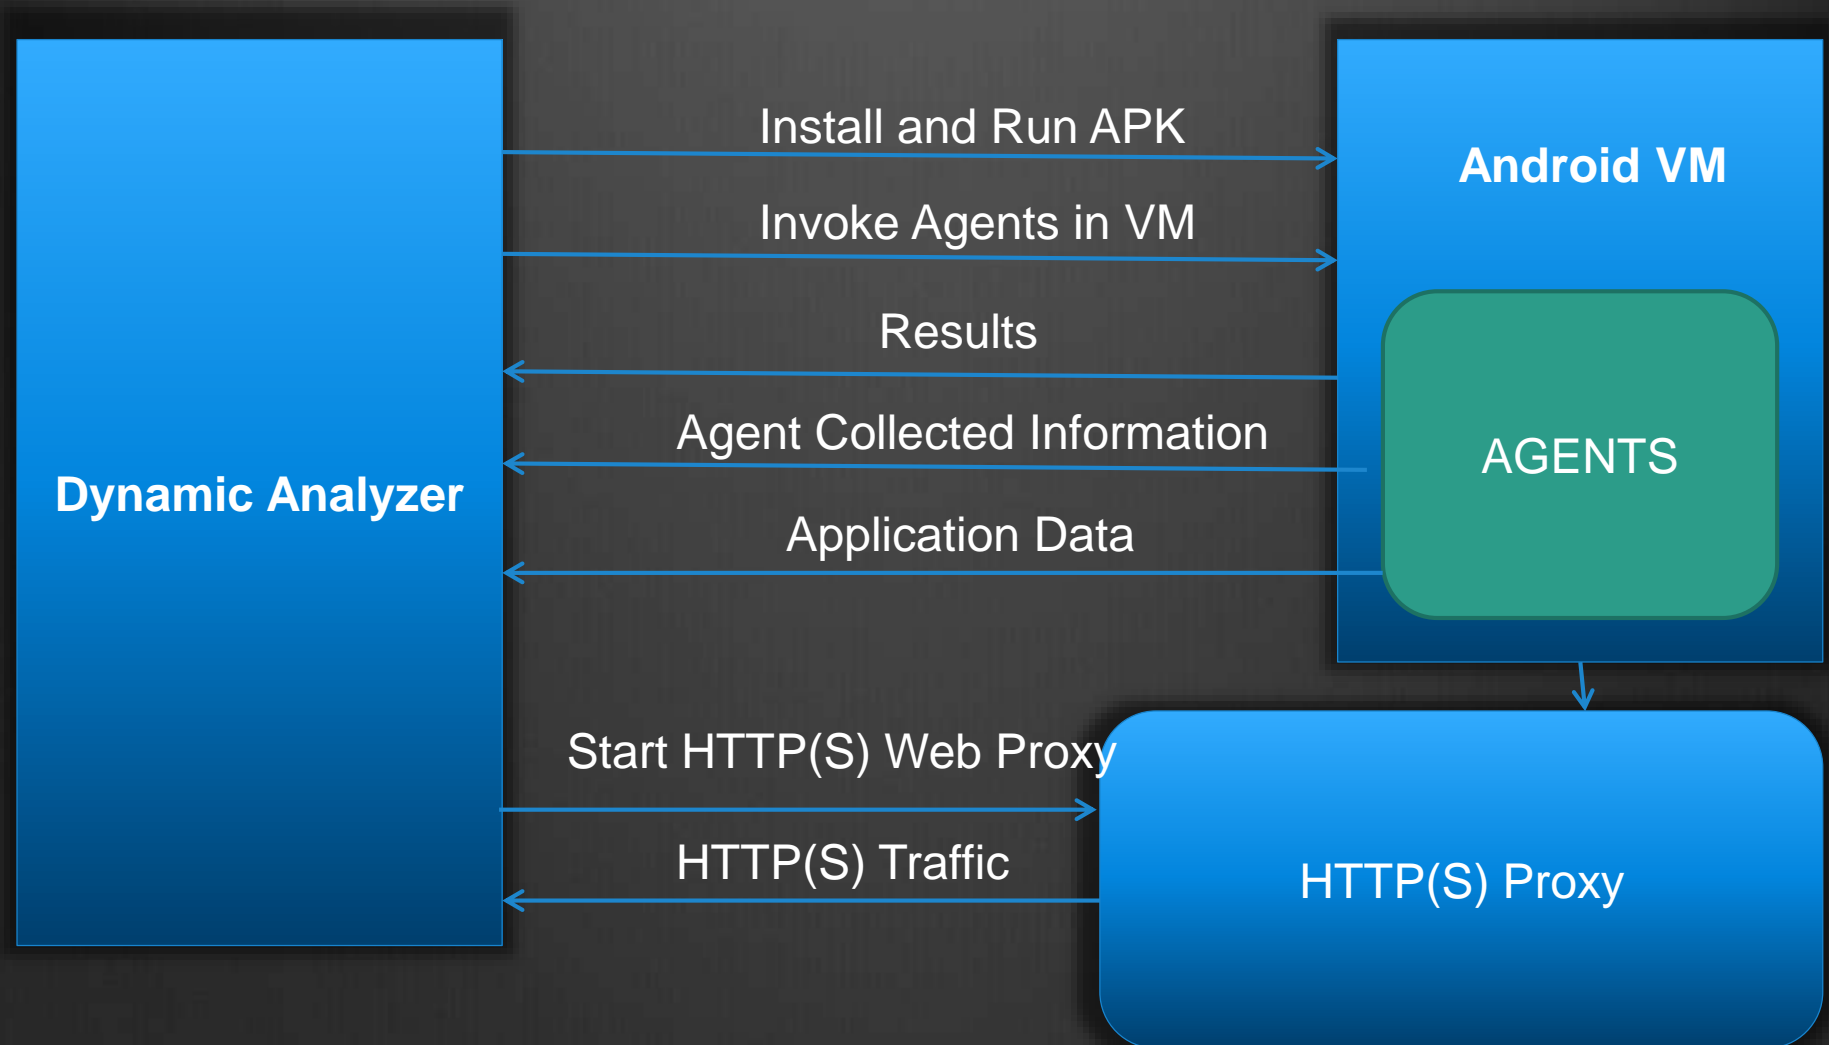 Install and Run APK
Android VM
Invoke Agents in VM
Results
Agent Collected Information
AGENTS
Dynamic Analyzer
Application Data
Start HTTP(S) Web Proxy
HTTP(S) Traffic
HTTP(S) Proxy